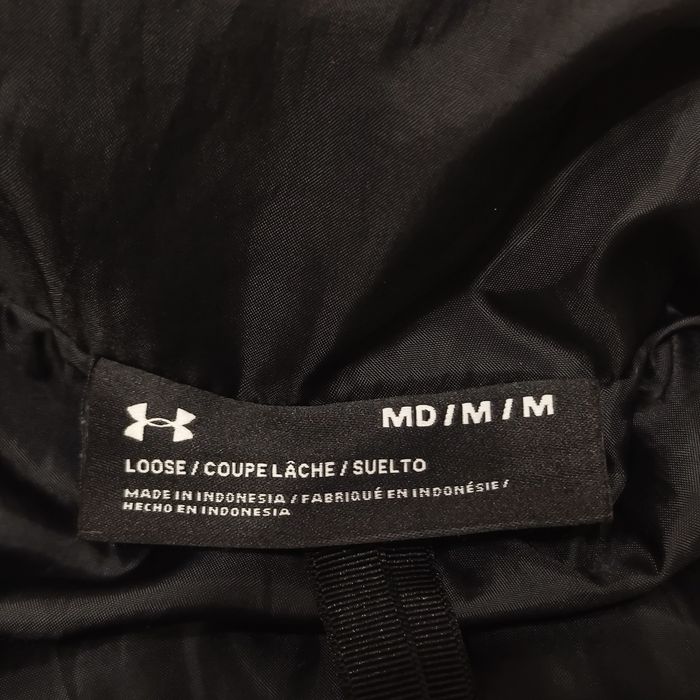 MD / M / M
LOOSE / COUPE LÂCHE / SUELTO
MADE IN INDONESIA / FABRIQUÉ EN INDONÉSIE /
HECHO EN INDONESIA